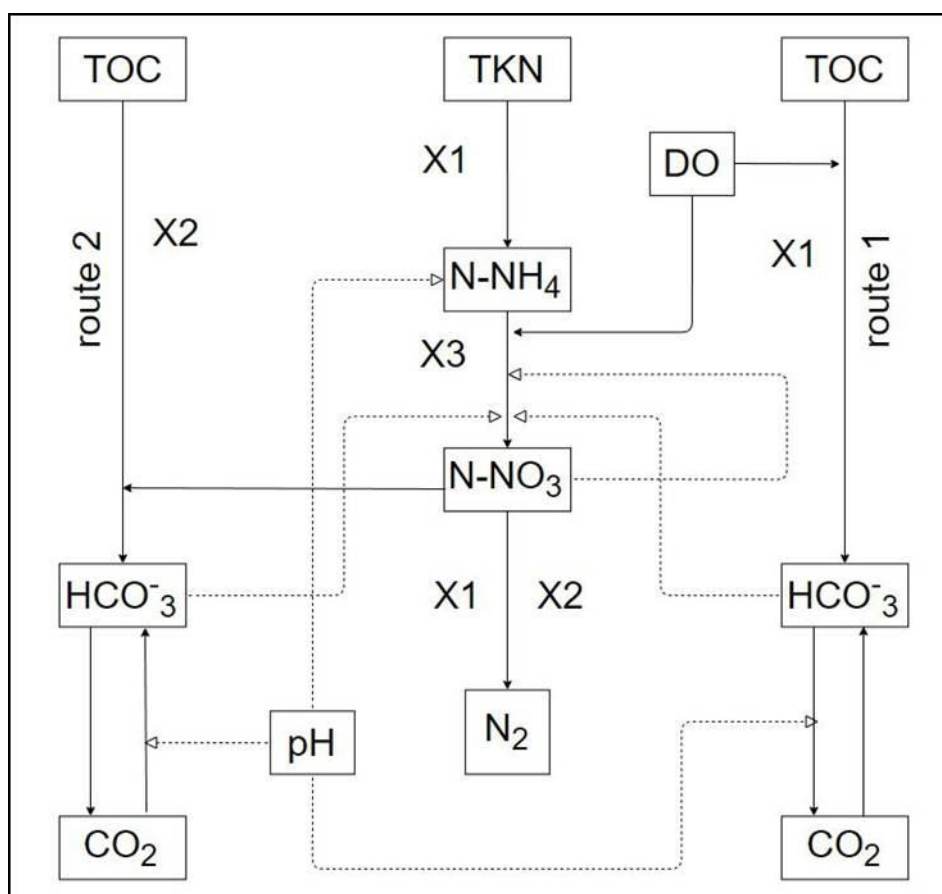 TOC
TKN
TOC
X1
DO
X2
X1
route 2
route 1
N-NH₄
X3
N-NO₃
HCO⁻₃
X1
X2
HCO⁻₃
pH
N₂
CO₂
CO₂